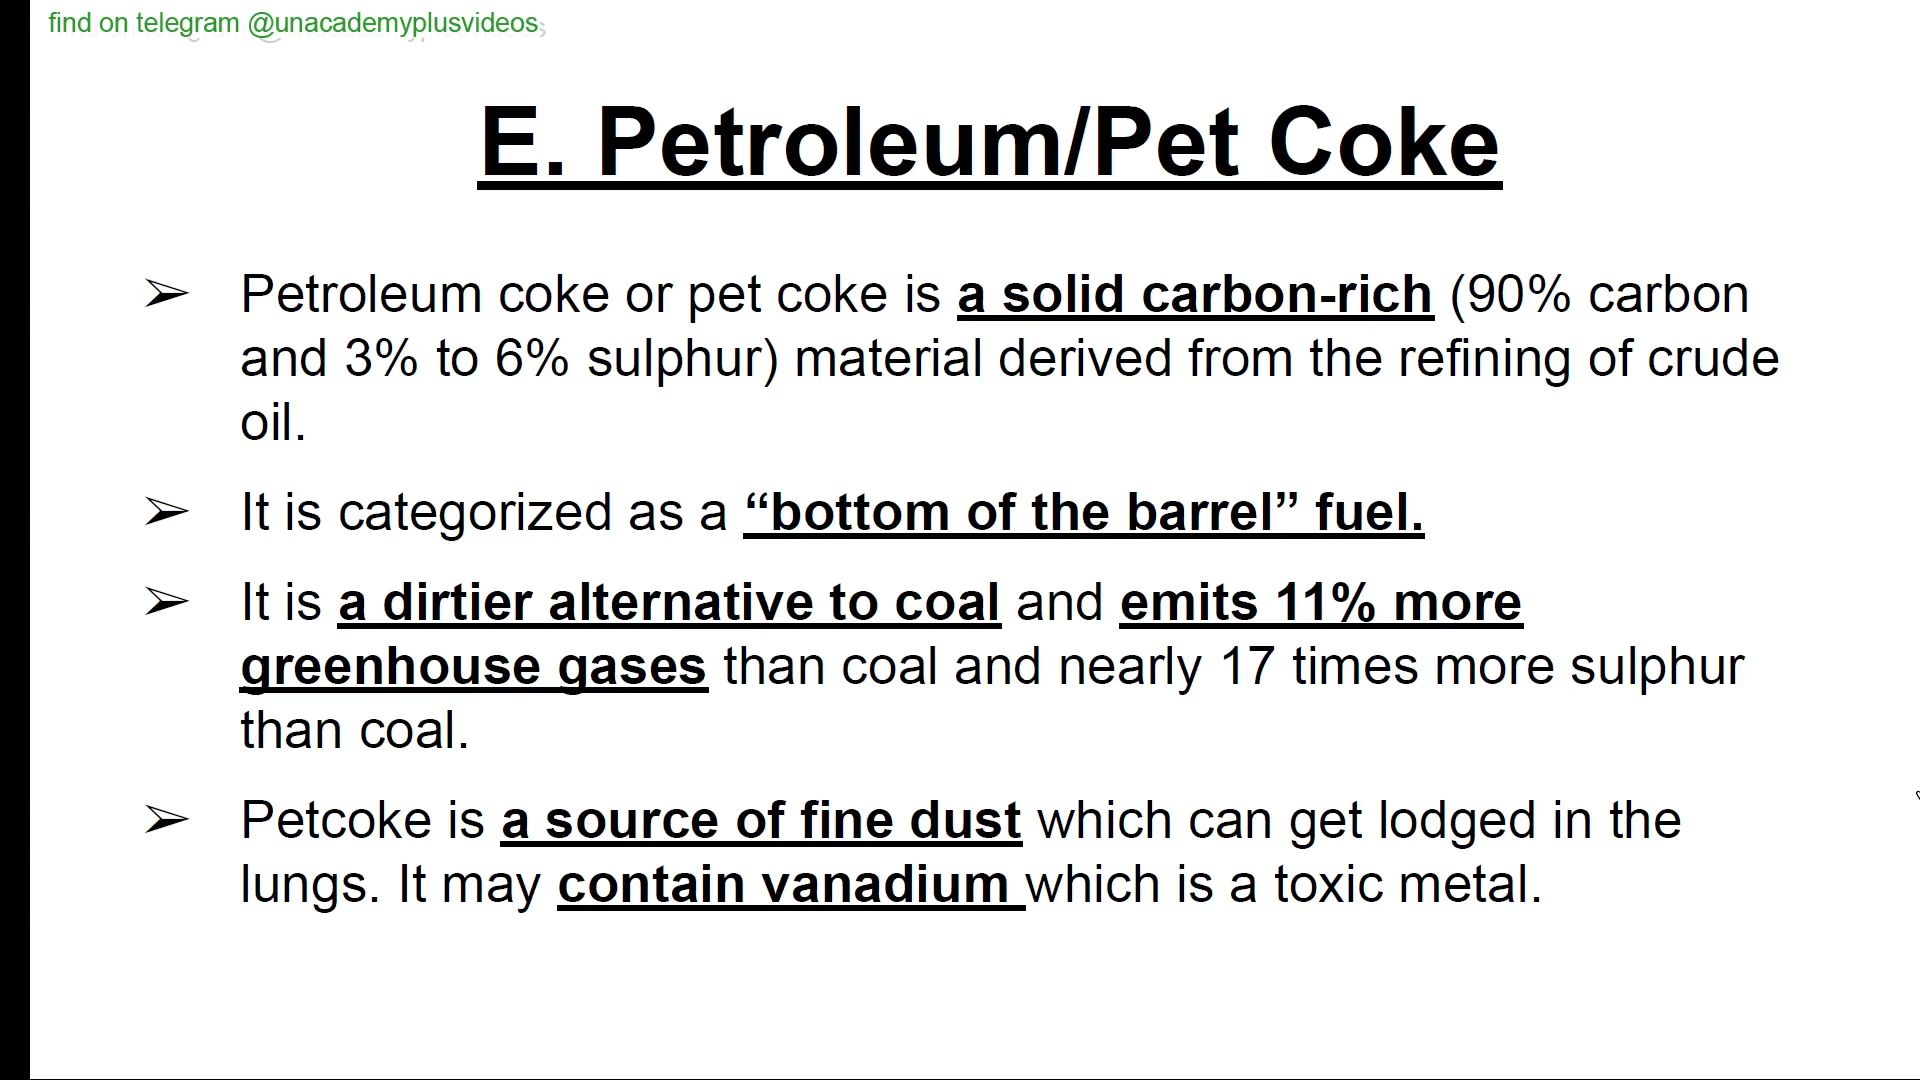 find on telegram @unacademyplusvideos
E. Petroleum/Pet Coke
➢ Petroleum coke or pet coke is a solid carbon-rich (90% carbon
and 3% to 6% sulphur) material derived from the refining of crude
oil.
➢ It is categorized as a “bottom of the barrel” fuel.
➢ It is a dirtier alternative to coal and emits 11% more
greenhouse gases than coal and nearly 17 times more sulphur
than coal.
➢ Petcoke is a source of fine dust which can get lodged in the
lungs. It may contain vanadium which is a toxic metal.